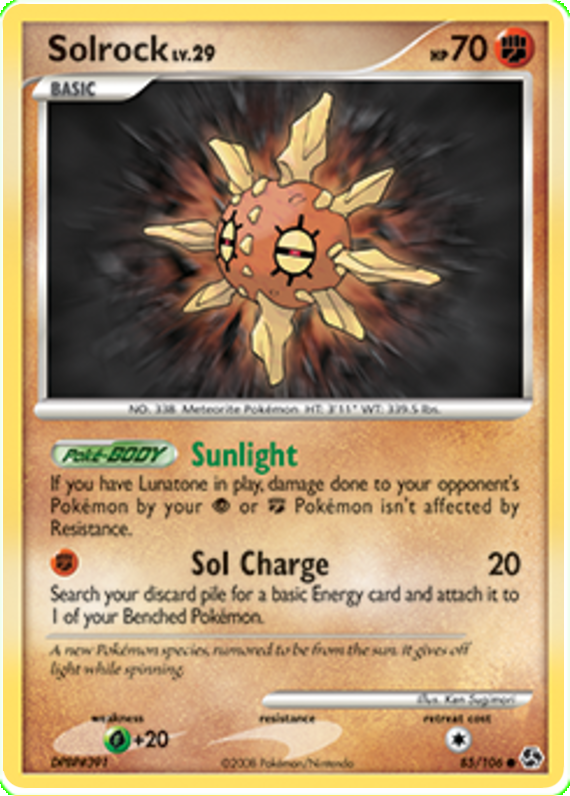 Solrock LV.29 HP 70
BASIC
NO. 338 Meteorite Pokémon HT: 3'11" WT: 339.5 lbs.
Poké-BODY Sunlight
If you have Lunatone in play, damage done to your opponent's
Pokémon by your or Pokémon isn't affected by
Resistance.
Sol Charge 20
Search your discard pile for a basic Energy card and attach it to
1 of your Benched Pokémon.
A new Pokémon species, rumored to be from the sun. It gives off
light while spinning.
Illus. Ken Sugimori
weakness resistance retreat cost
+20
DPBP#391 ©2008 Pokémon/Nintendo 85/106